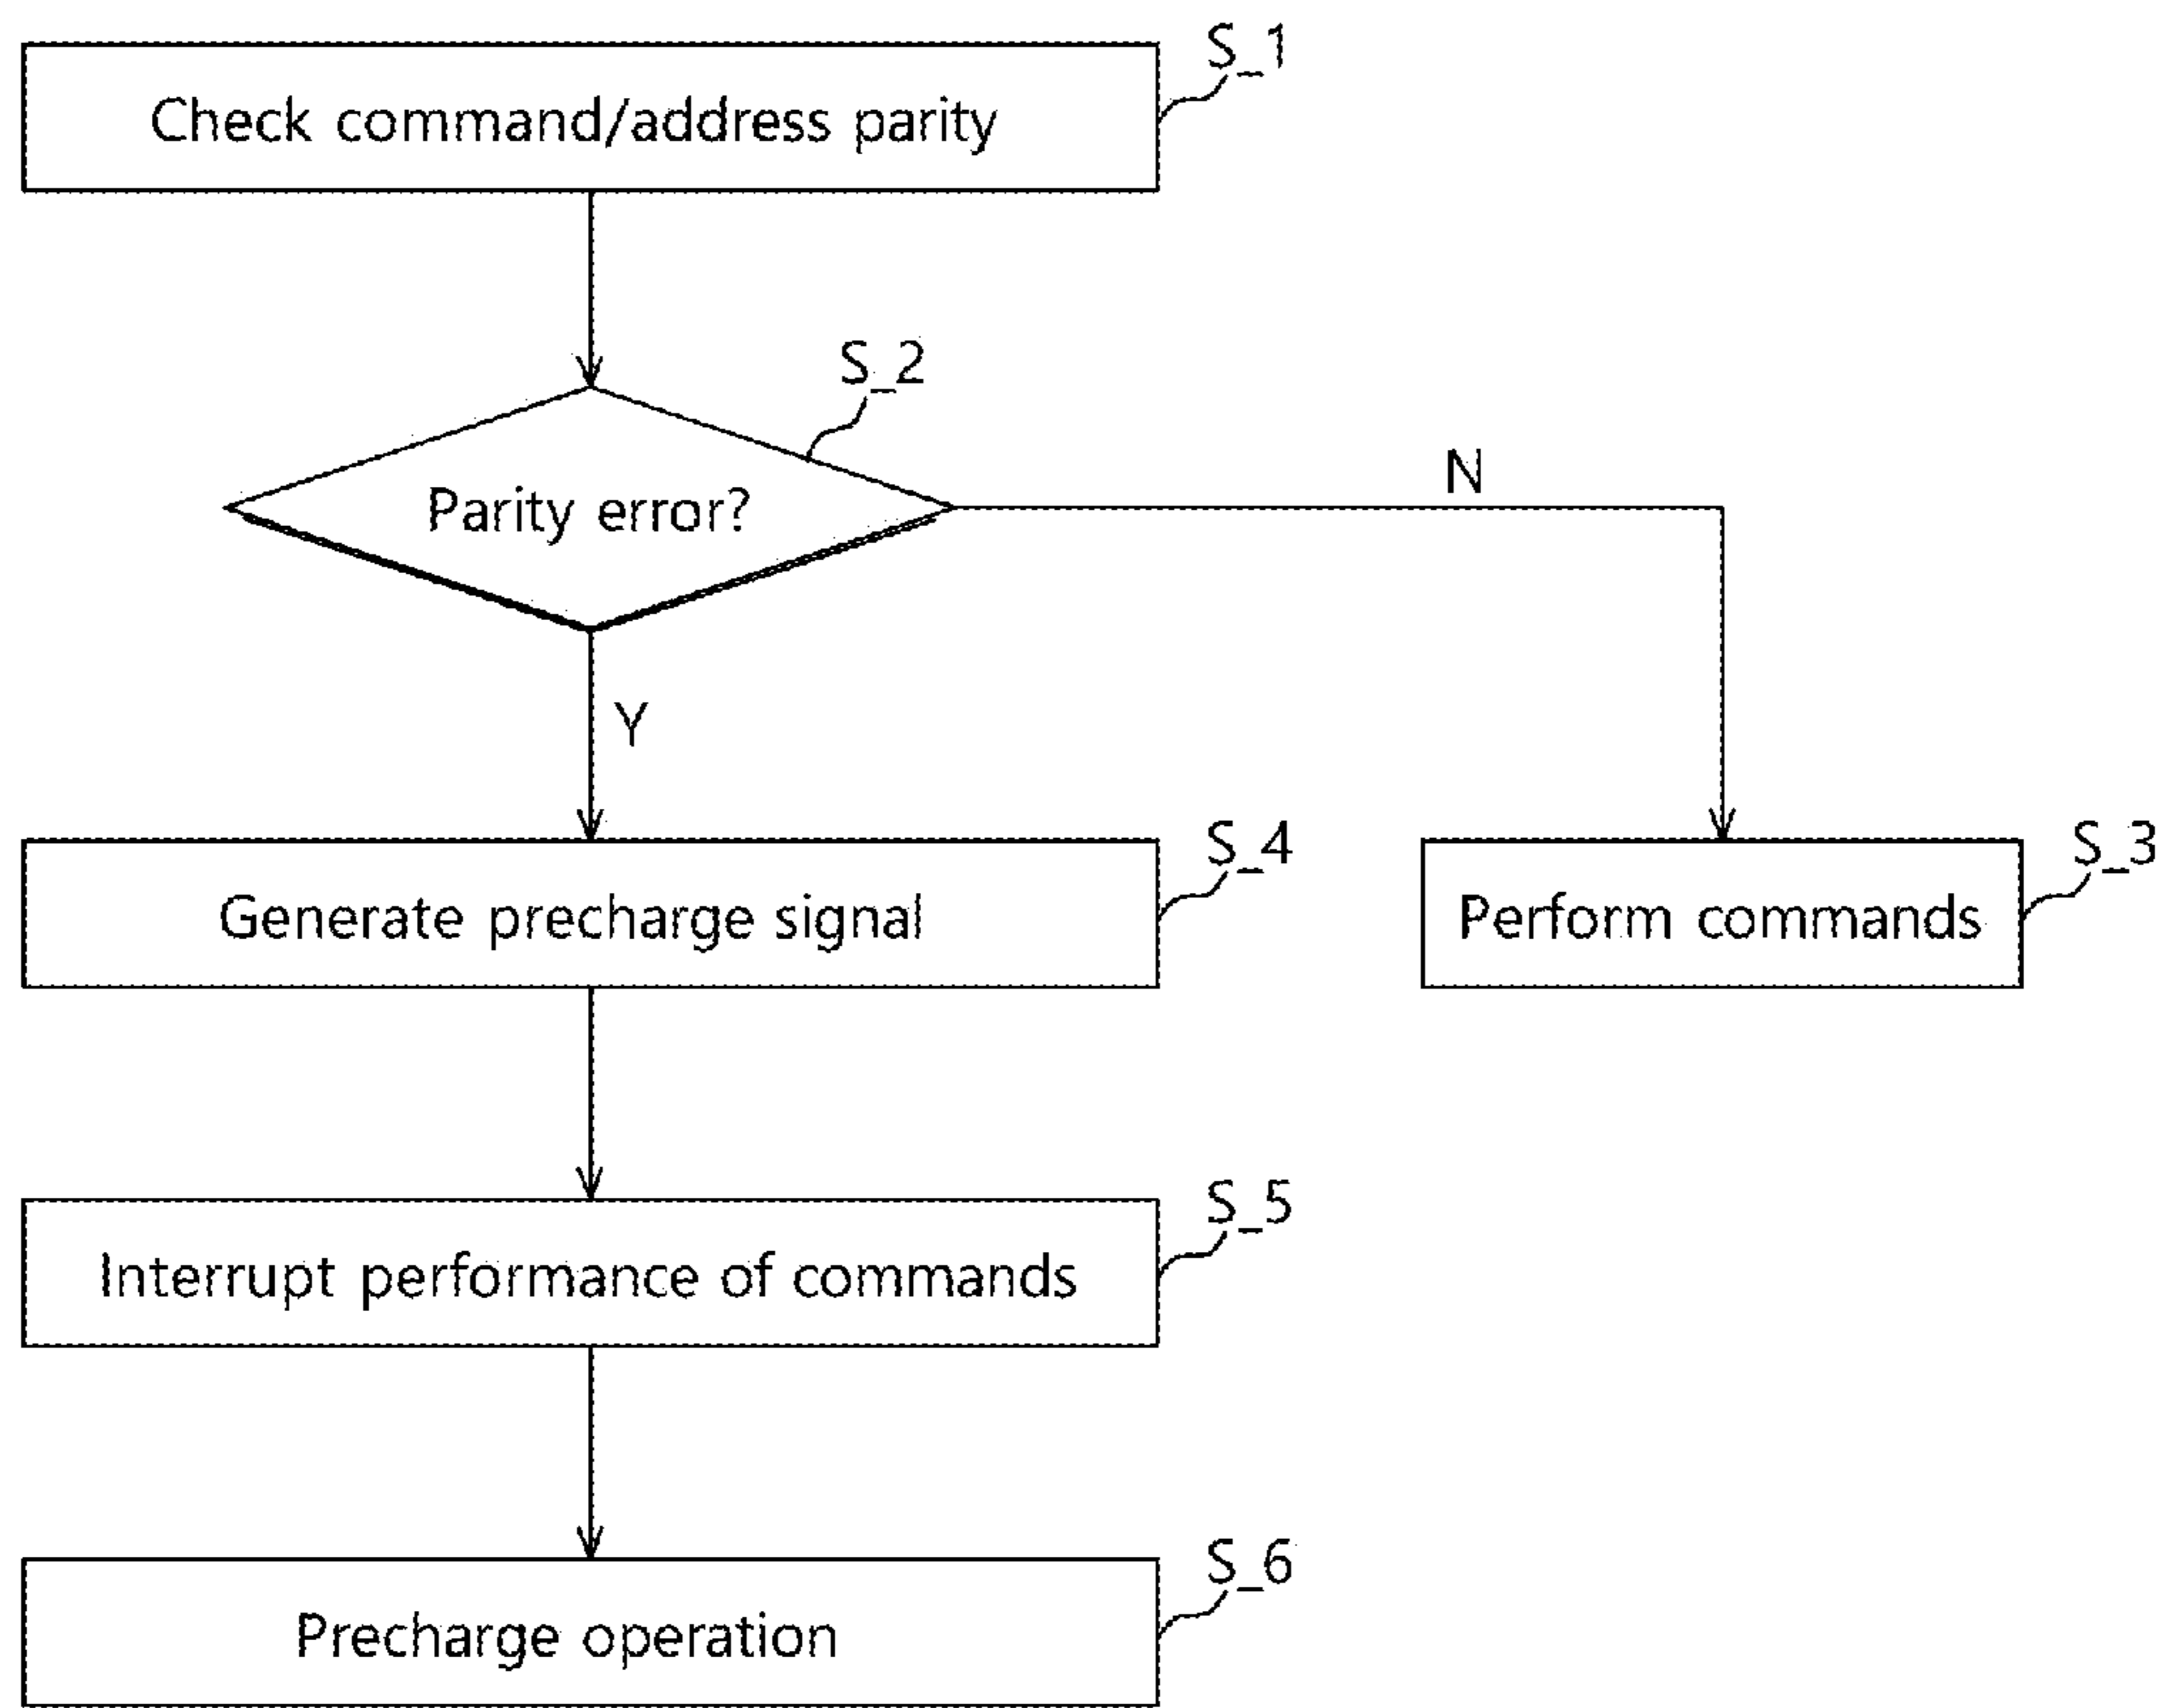 S_1
Check command/address parity
S_2
Parity error?
N
Y
S_4
Generate precharge signal
S_3
Perform commands
S_5
Interrupt performance of commands
S_6
Precharge operation